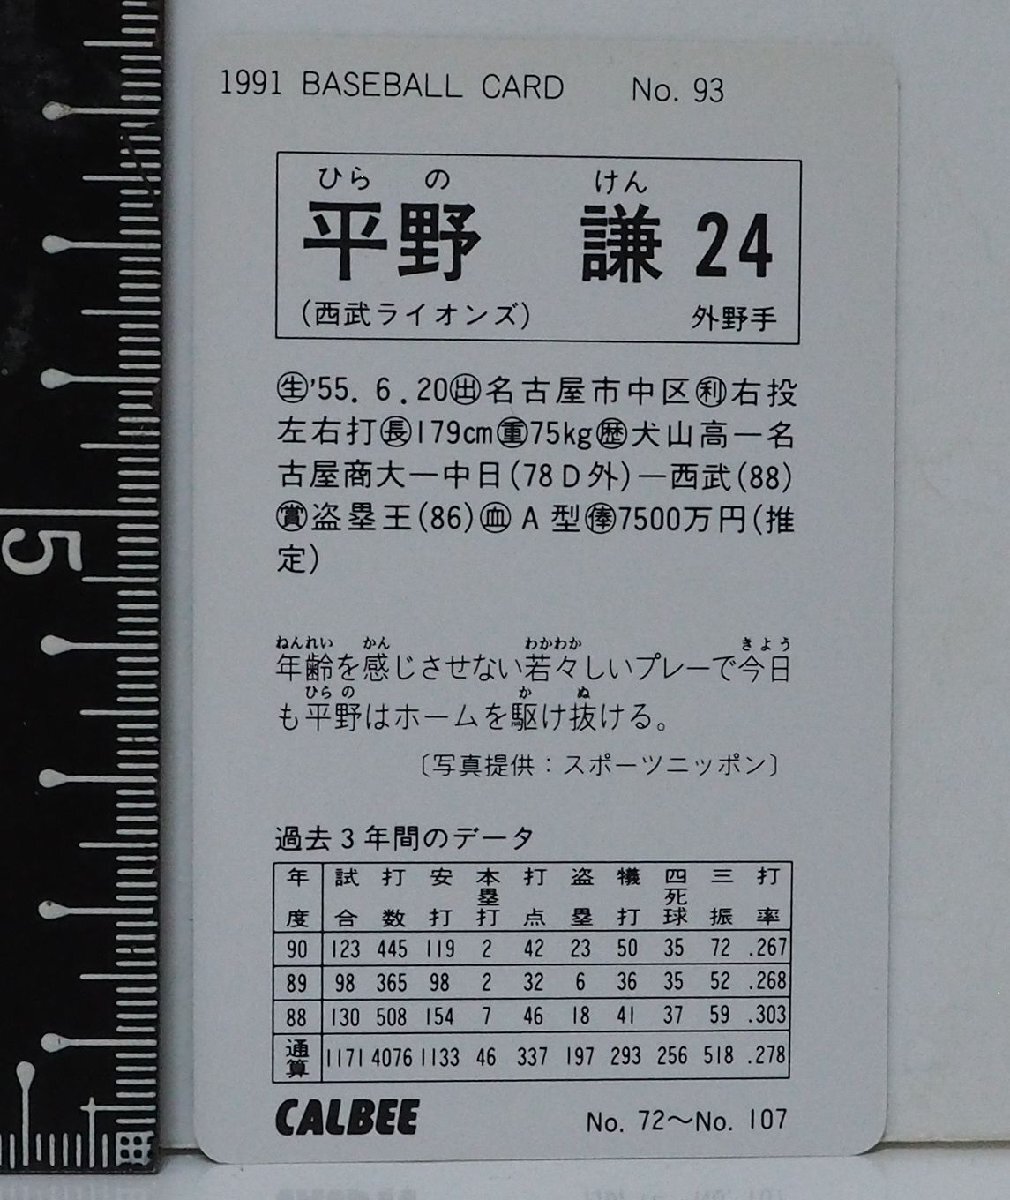 1991 BASEBALL CARD No. 93
ひら の けん
平野 謙 24
(西武ライオンズ) 外野手
㊤'55. 6. 20㊥名古屋市中区㊒右投
左右打㊐179cm㊑75kg㊭犬山高―名
古屋商大―中日(78D外)―西武(88)
㊝盗塁王(86)㊋A型㊌7500万円(推
定)
ねんれい かん わかわか きょう
年齢を感じさせない若々しいプレーで今日
ひらの か ぬ
も平野はホームを駆け抜ける。
〔写真提供:スポーツニッポン〕
過去3年間のデータ
年度 試合 打数 安打 本塁打 打点 盗塁 犠打 四死球 三振 打率
90 123 445 119 2 42 23 50 35 72 .267
89 98 365 98 2 32 6 36 35 52 .268
88 130 508 154 7 46 18 41 37 59 .303
通算 1171 4076 1133 46 337 197 293 256 518 .278
CALBEE No. 72〜No. 107
5